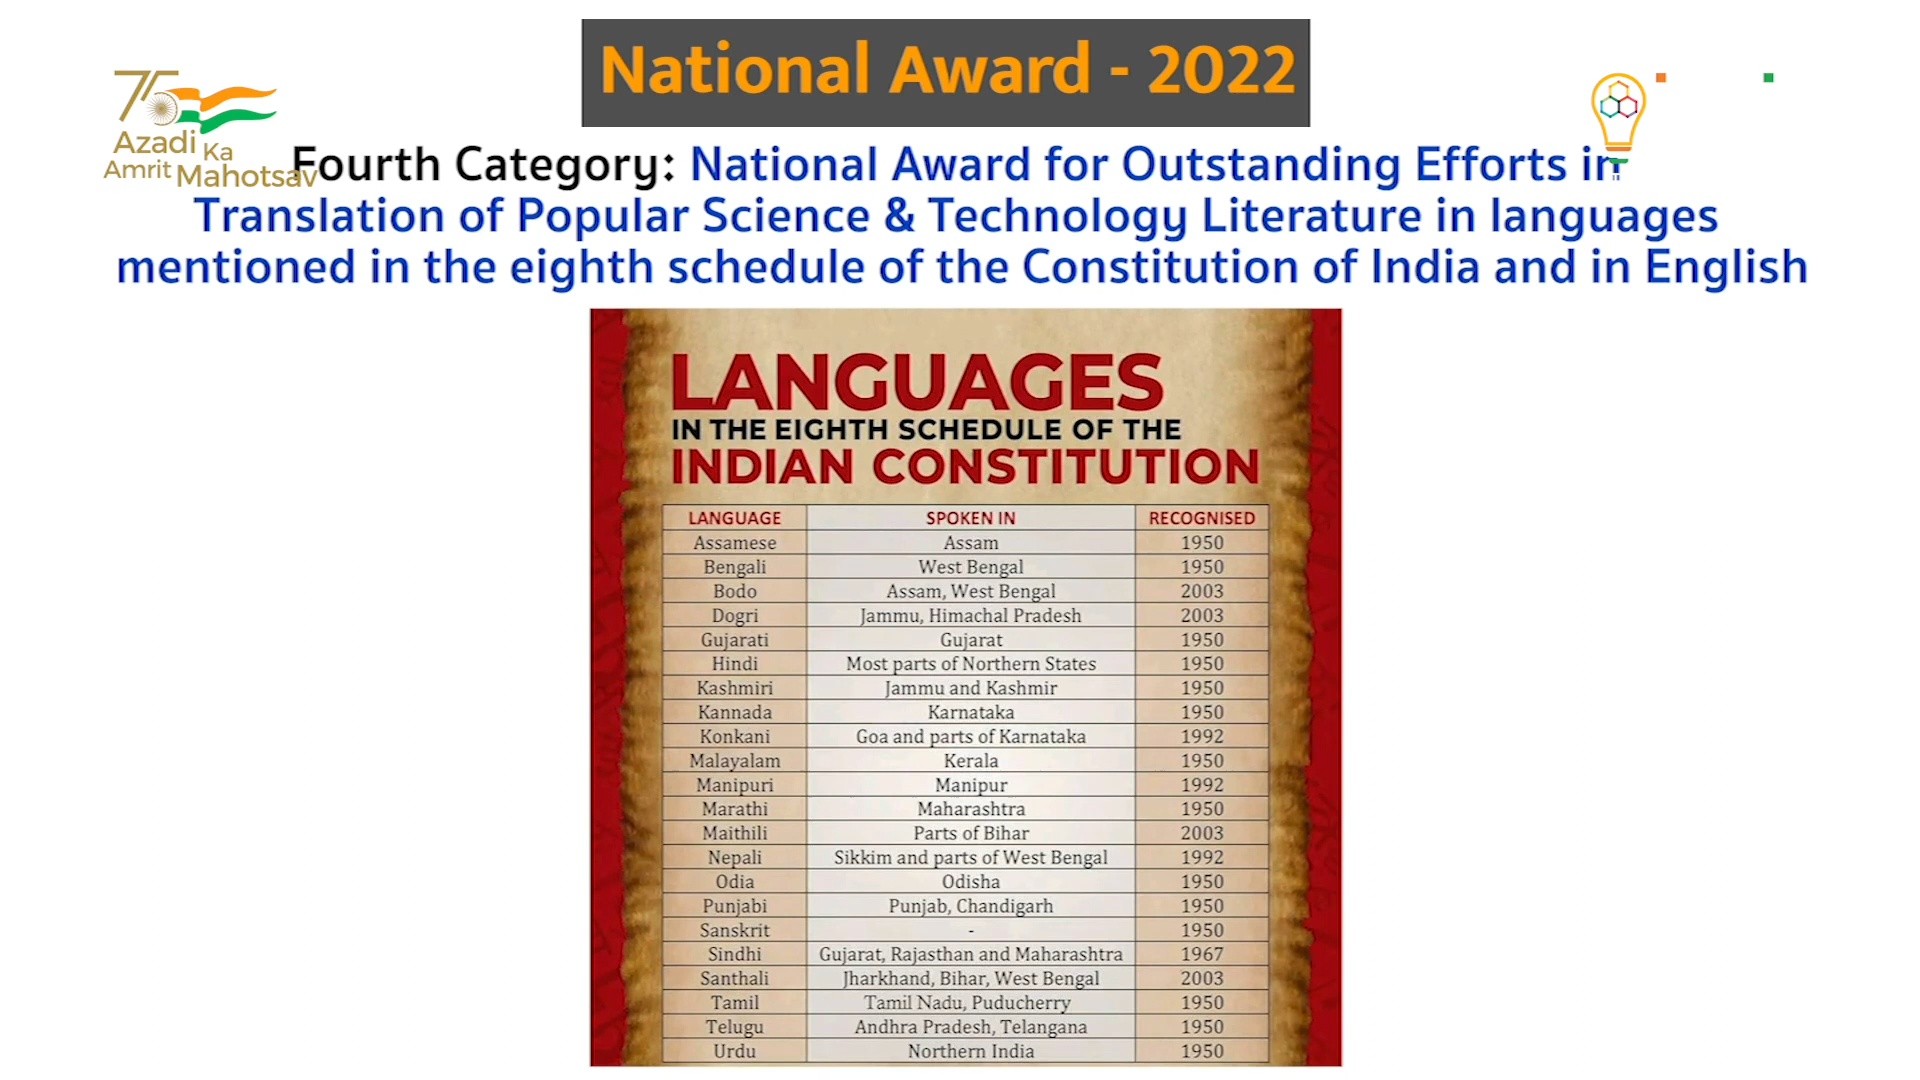 National Award - 2022
75
Azadi Ka
Amrit Mahotsav
Fourth Category: National Award for Outstanding Efforts in
Translation of Popular Science & Technology Literature in languages
mentioned in the eighth schedule of the Constitution of India and in English
LANGUAGES
IN THE EIGHTH SCHEDULE OF THE
INDIAN CONSTITUTION
LANGUAGE SPOKEN IN RECOGNISED
Assamese Assam 1950
Bengali West Bengal 1950
Bodo Assam, West Bengal 2003
Dogri Jammu, Himachal Pradesh 2003
Gujarati Gujarat 1950
Hindi Most parts of Northern States 1950
Kashmiri Jammu and Kashmir 1950
Kannada Karnataka 1950
Konkani Goa and parts of Karnataka 1992
Malayalam Kerala 1950
Manipuri Manipur 1992
Marathi Maharashtra 1950
Maithili Parts of Bihar 2003
Nepali Sikkim and parts of West Bengal 1992
Odia Odisha 1950
Punjabi Punjab, Chandigarh 1950
Sanskrit - 1950
Sindhi Gujarat, Rajasthan and Maharashtra 1967
Santhali Jharkhand, Bihar, West Bengal 2003
Tamil Tamil Nadu, Puducherry 1950
Telugu Andhra Pradesh, Telangana 1950
Urdu Northern India 1950